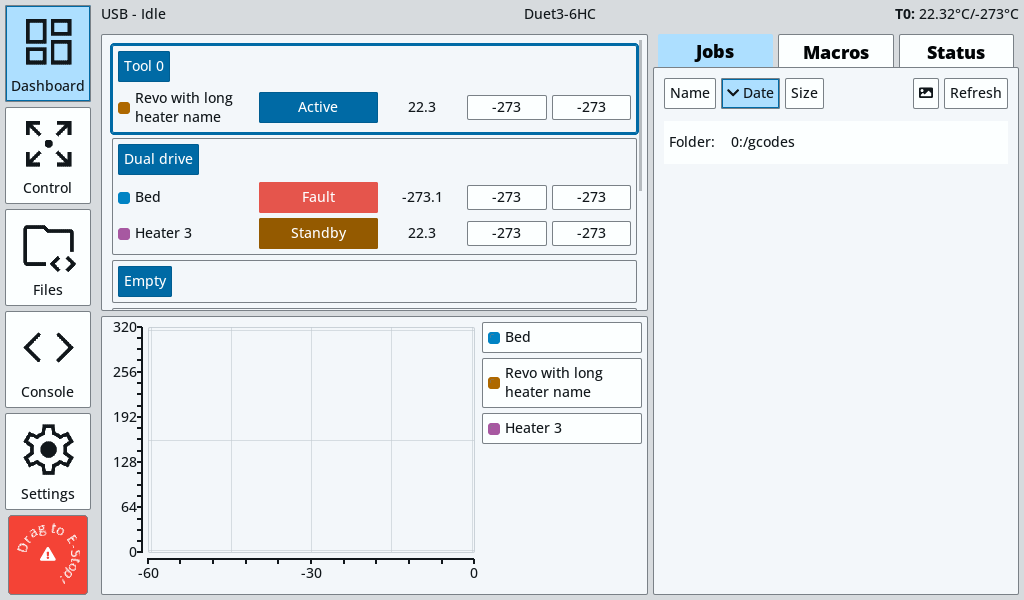 USB - Idle
Duet3-6HC
T0: 22.32°C/-273°C
Dashboard
Control
Files
Console
Settings
Drag to E-Stop!
Tool 0
Revo with long
heater name
Active
22.3
-273
-273
Dual drive
Bed
Fault
-273.1
-273
-273
Heater 3
Standby
22.3
-273
-273
Empty
320
256
192
128
64
0
-60
-30
0
Bed
Revo with long
heater name
Heater 3
Jobs
Macros
Status
Name
Date
Size
Refresh
Folder: 0:/gcodes